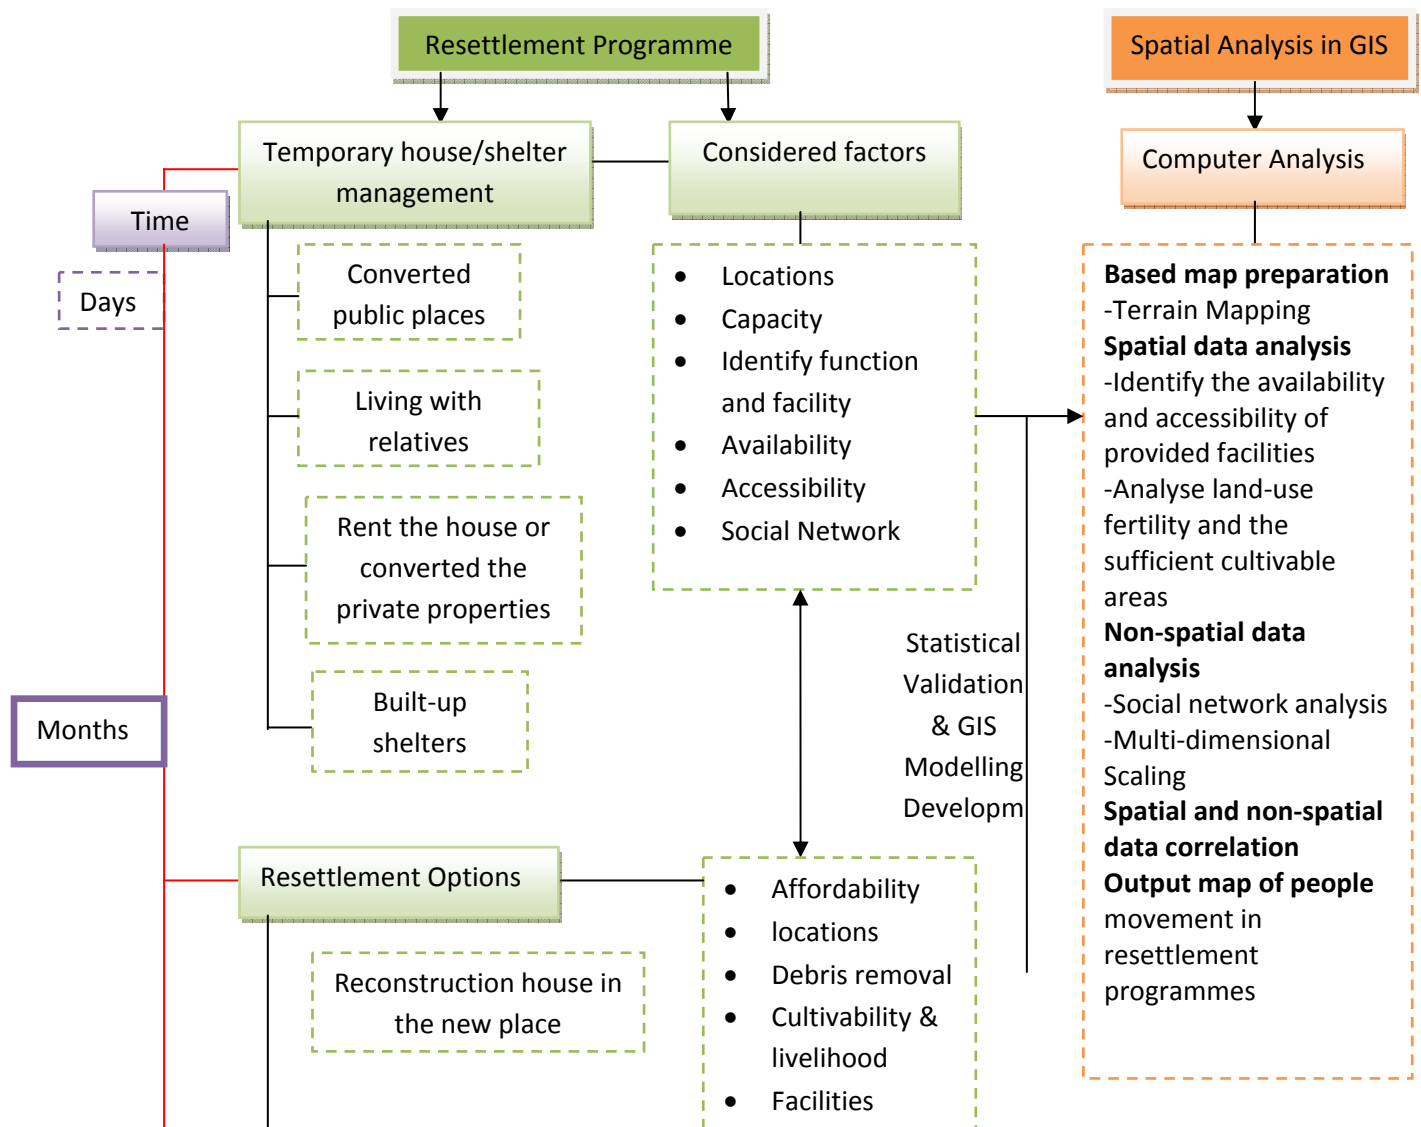 Resettlement Programme
Spatial Analysis in GIS
Temporary house/shelter
management
Considered factors
Computer Analysis
Time
Days
Months
Converted
public places
Living with
relatives
Rent the house or
converted the
private properties
Built-up
shelters
• Locations
• Capacity
• Identify function
and facility
• Availability
• Accessibility
• Social Network
Statistical
Validation
& GIS
Modelling
Developm
Based map preparation
-Terrain Mapping
Spatial data analysis
-Identify the availability
and accessibility of
provided facilities
-Analyse land-use
fertility and the
sufficient cultivable
areas
Non-spatial data
analysis
-Social network analysis
-Multi-dimensional
Scaling
Spatial and non-spatial
data correlation
Output map of people
movement in
resettlement
programmes
Resettlement Options
Reconstruction house in
the new place
• Affordability
• locations
• Debris removal
• Cultivability &
livelihood
• Facilities